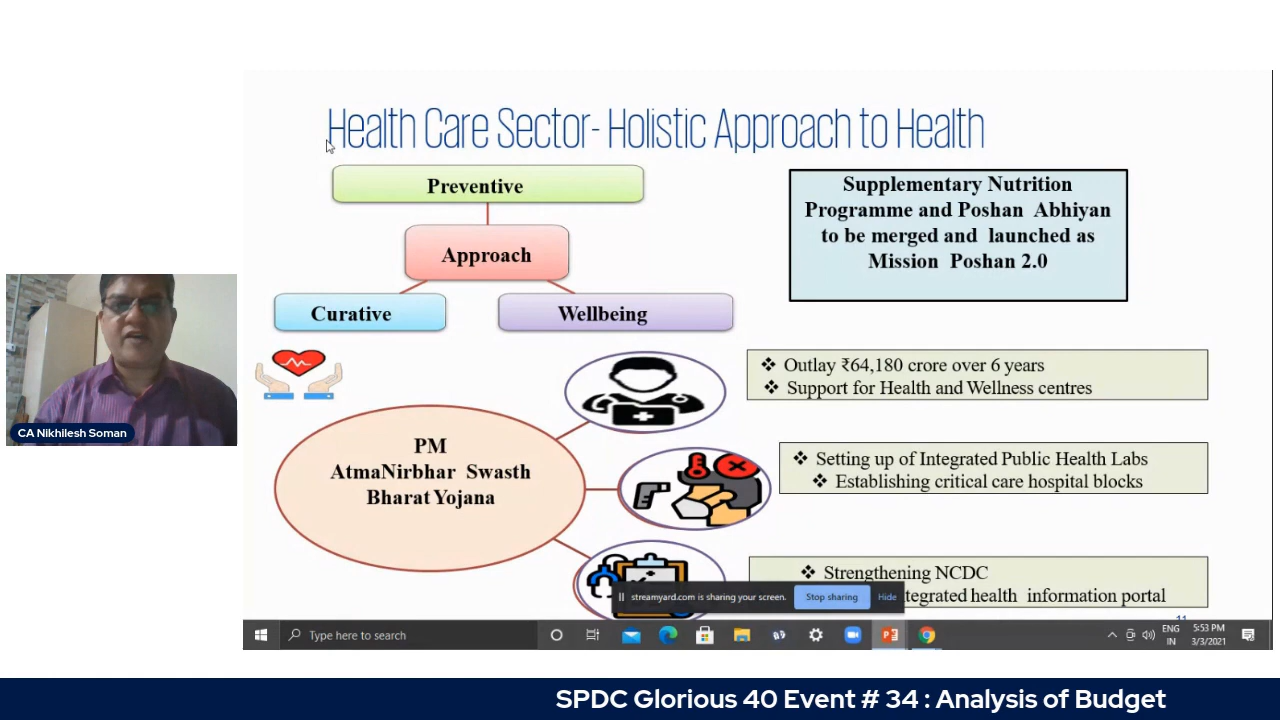 Health Care Sector- Holistic Approach to Health
Preventive
Approach
Curative
Wellbeing
Supplementary Nutrition
Programme and Poshan Abhiyan
to be merged and launched as
Mission Poshan 2.0
CA Nikhilesh Soman
PM
AtmaNirbhar Swasth
Bharat Yojana
❖ Outlay ₹64,180 crore over 6 years
❖ Support for Health and Wellness centres
❖ Setting up of Integrated Public Health Labs
❖ Establishing critical care hospital blocks
❖ Strengthening NCDC
health information portal
streamyard.com is sharing your screen.
Stop sharing
Hide
11
Type here to search
ENG
IN
5:53 PM
3/3/2021
SPDC Glorious 40 Event # 34 : Analysis of Budget